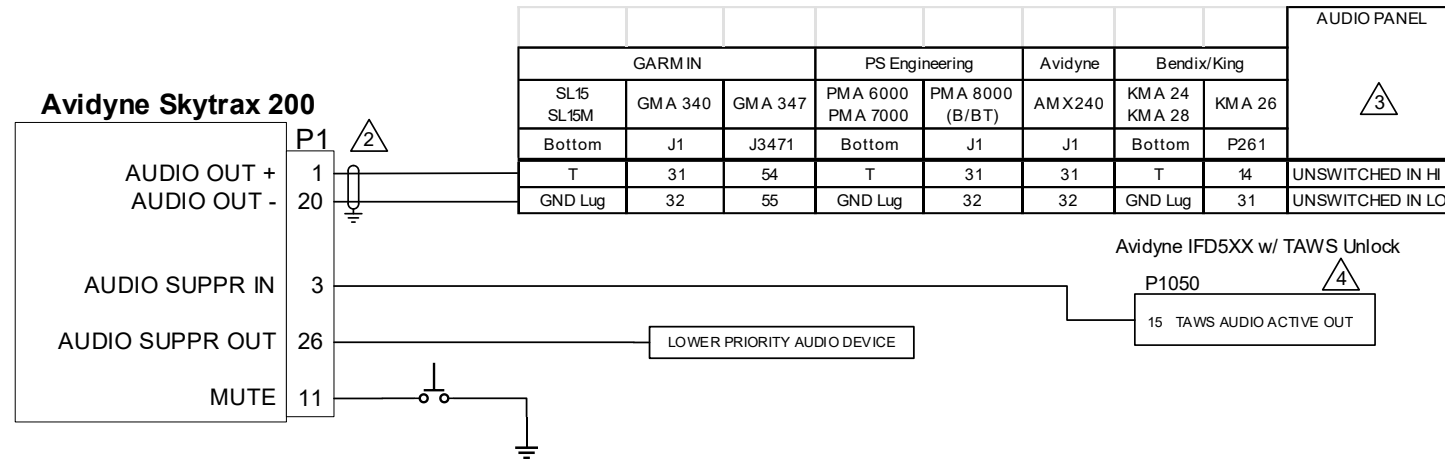 AUDIO PANEL
GARMIN PS Engineering Avidyne Bendix/King
SL15 SL15M GMA 340 GMA 347 PMA 6000 PMA 7000 PMA 8000 (B/BT) AMX240 KMA 24 KMA 28 KMA 26 3
Avidyne Skytrax 200
P1 2 Bottom J1 J3471 Bottom J1 J1 Bottom P261
AUDIO OUT + 1 T 31 54 T 31 31 T 14 UNSWITCHED IN HI
AUDIO OUT - 20 GND Lug 32 55 GND Lug 32 32 GND Lug 31 UNSWITCHED IN LO
Avidyne IFD5XX w/ TAWS Unlock
P1050 4
AUDIO SUPPR IN 3
15 TAWS AUDIO ACTIVE OUT
AUDIO SUPPR OUT 26 LOWER PRIORITY AUDIO DEVICE
MUTE 11